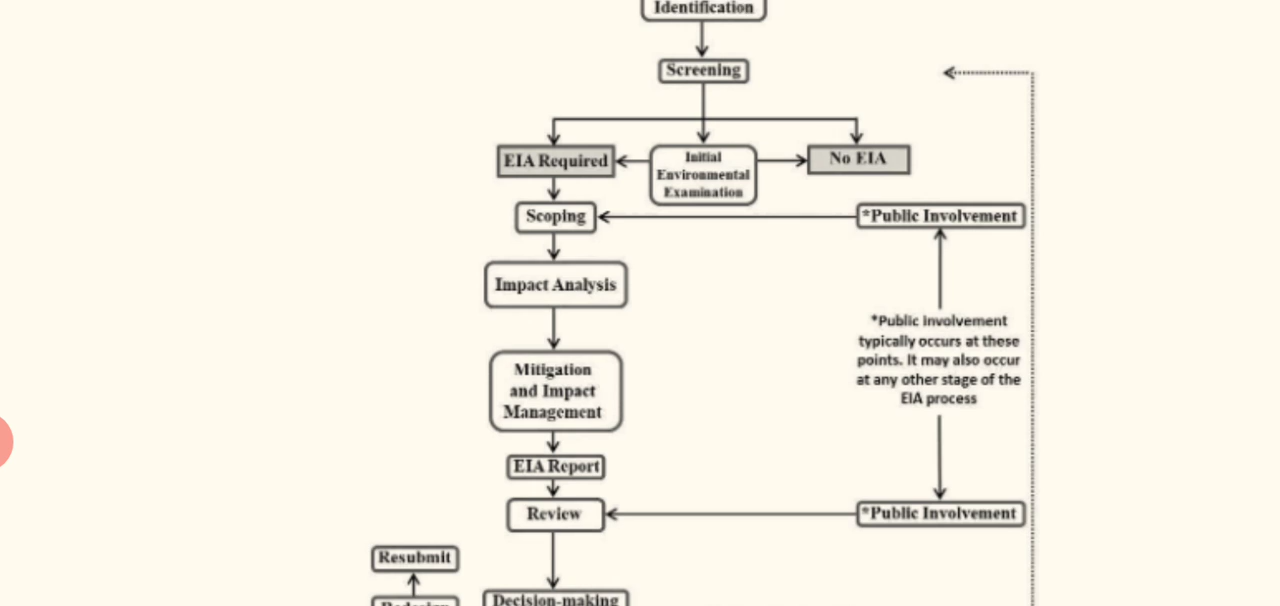 Identification
Screening
EIA Required
Initial
Environmental
Examination
No EIA
Scoping
*Public Involvement
Impact Analysis
*Public involvement
typically occurs at these
points. It may also occur
at any other stage of the
EIA process
Mitigation
and Impact
Management
EIA Report
Review
*Public Involvement
Resubmit
Decision-making